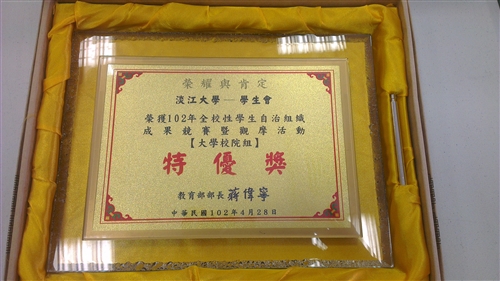 榮耀與肯定
淡江大學—學生會
榮獲102年全校性學生自治組織
成果競賽暨觀摩活動
【大學校院組】
特優獎
教育部部長 蔣偉寧
中華民國102年4月28日